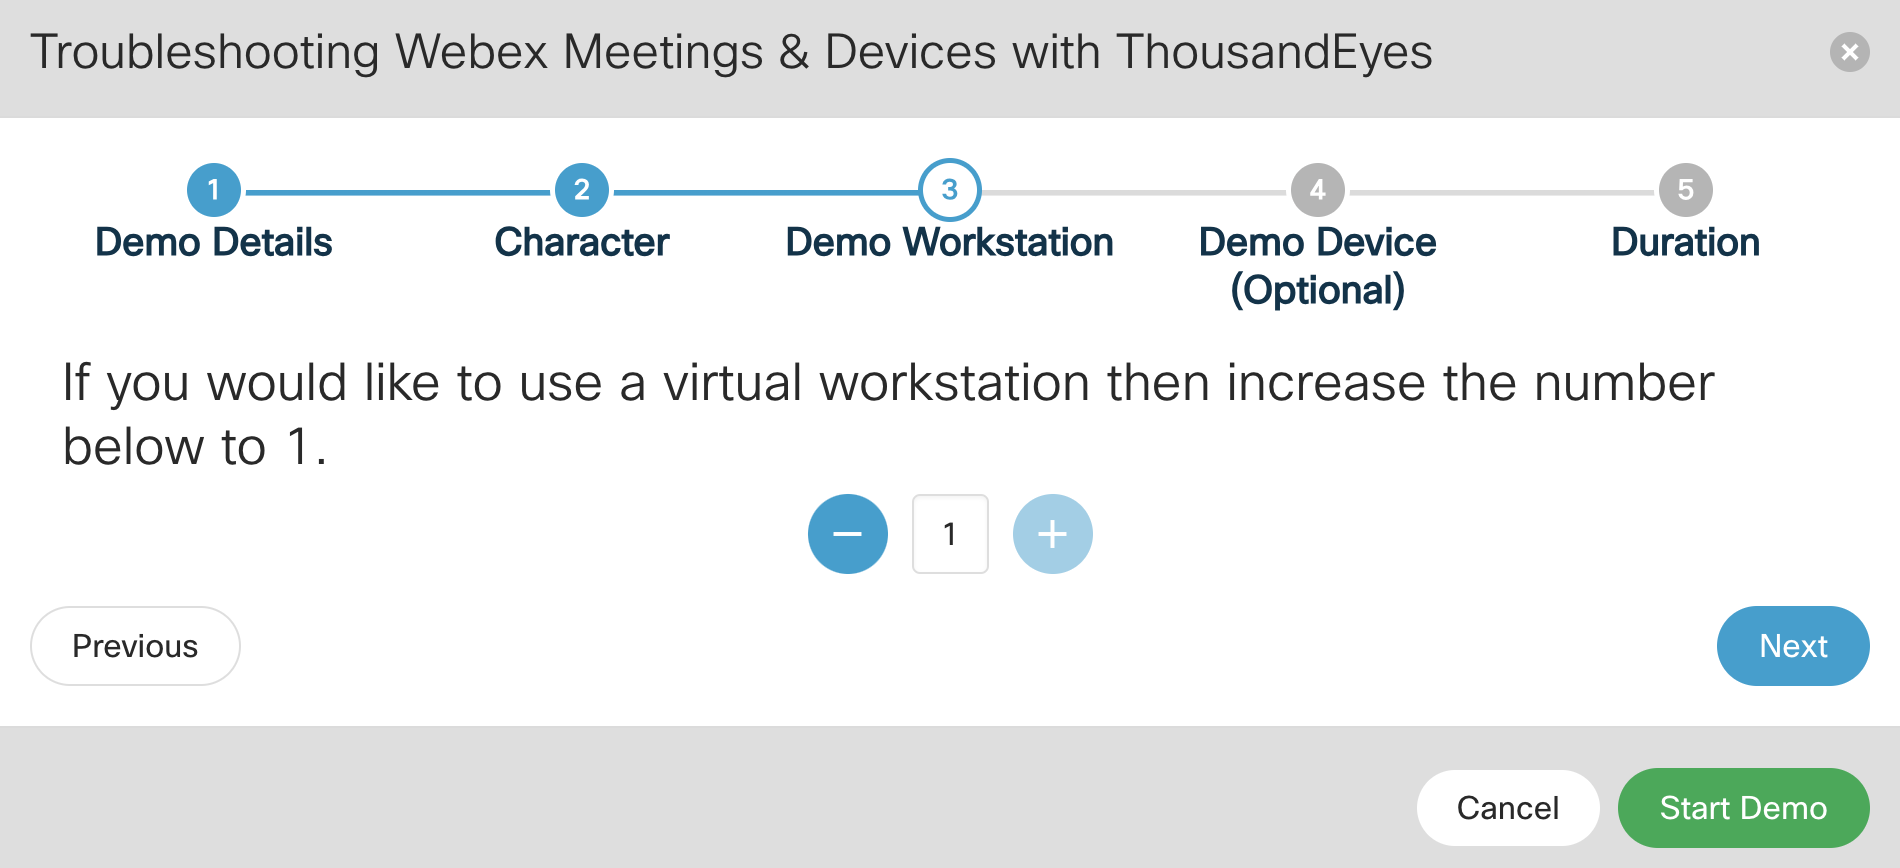 Troubleshooting Webex Meetings & Devices with ThousandEyes
1 2 3 4 5
Demo Details Character Demo Workstation Demo Device Duration
(Optional)
If you would like to use a virtual workstation then increase the number
below to 1.
− 1 +
Previous Next
Cancel Start Demo